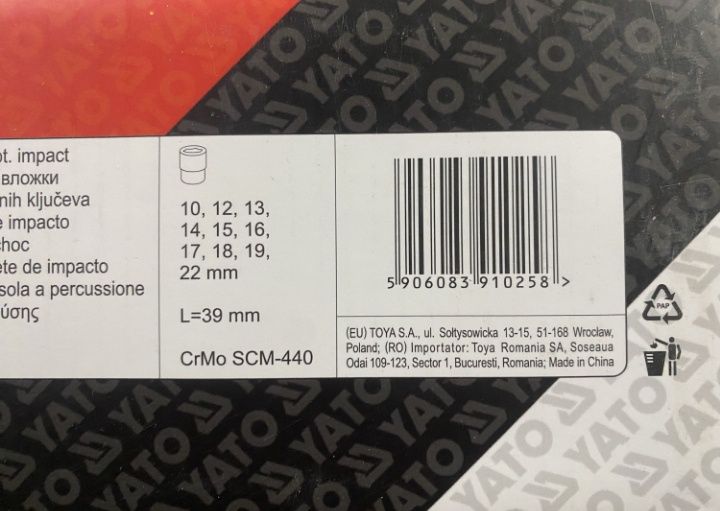 ot. impact
вложки
nih ključeva
e impacto
choc
ete de impacto
sola a percussione
ύσης
10, 12, 13,
14, 15, 16,
17, 18, 19,
22 mm
L=39 mm
CrMo SCM-440
5 906083 910258 >
(EU) TOYA S.A., ul. Sołtysowicka 13-15, 51-168 Wrocław,
Poland; (RO) Importator: Toya Romania SA, Soseaua
Odai 109-123, Sector 1, Bucuresti, Romania; Made in China
PAP
YATO